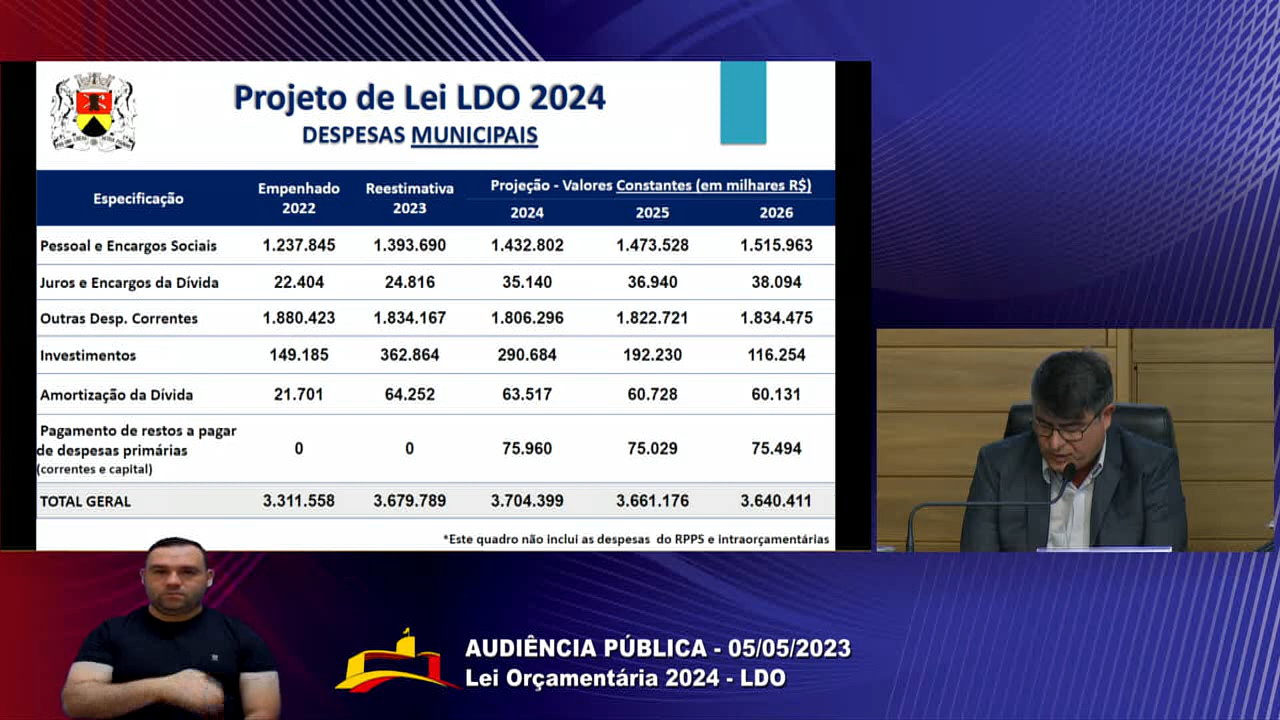 Projeto de Lei LDO 2024
DESPESAS MUNICIPAIS
Especificação Empenhado 2022 Reestimativa 2023 Projeção - Valores Constantes (em milhares R$)
2024 2025 2026
Pessoal e Encargos Sociais 1.237.845 1.393.690 1.432.802 1.473.528 1.515.963
Juros e Encargos da Dívida 22.404 24.816 35.140 36.940 38.094
Outras Desp. Correntes 1.880.423 1.834.167 1.806.296 1.822.721 1.834.475
Investimentos 149.185 362.864 290.684 192.230 116.254
Amortização da Dívida 21.701 64.252 63.517 60.728 60.131
Pagamento de restos a pagar
de despesas primárias 0 0 75.960 75.029 75.494
(correntes e capital)
TOTAL GERAL 3.311.558 3.679.789 3.704.399 3.661.176 3.640.411
*Este quadro não inclui as despesas do RPPS e intraorçamentárias
AUDIÊNCIA PÚBLICA - 05/05/2023
Lei Orçamentária 2024 - LDO